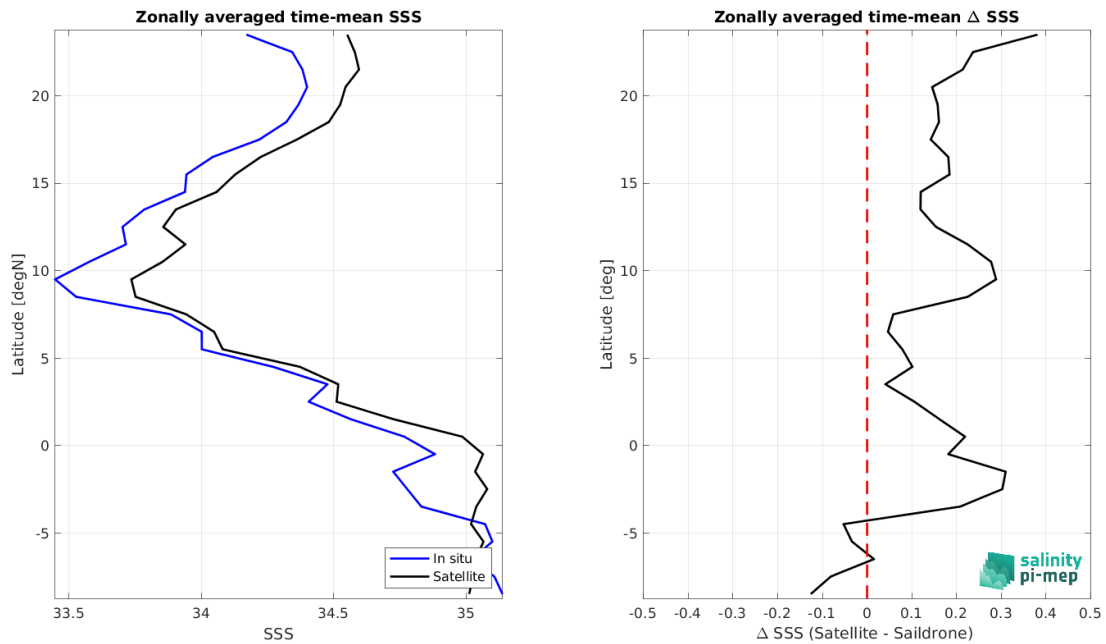 Zonally averaged time-mean SSS
20
15
10
5
0
-5
Latitude [degN]
33.5 34 34.5 35
SSS
In situ
Satellite
Zonally averaged time-mean Δ SSS
20
15
10
5
0
-5
Latitude [deg]
-0.5 -0.4 -0.3 -0.2 -0.1 0 0.1 0.2 0.3 0.4 0.5
Δ SSS (Satellite - Saildrone)
salinity
pi-mep